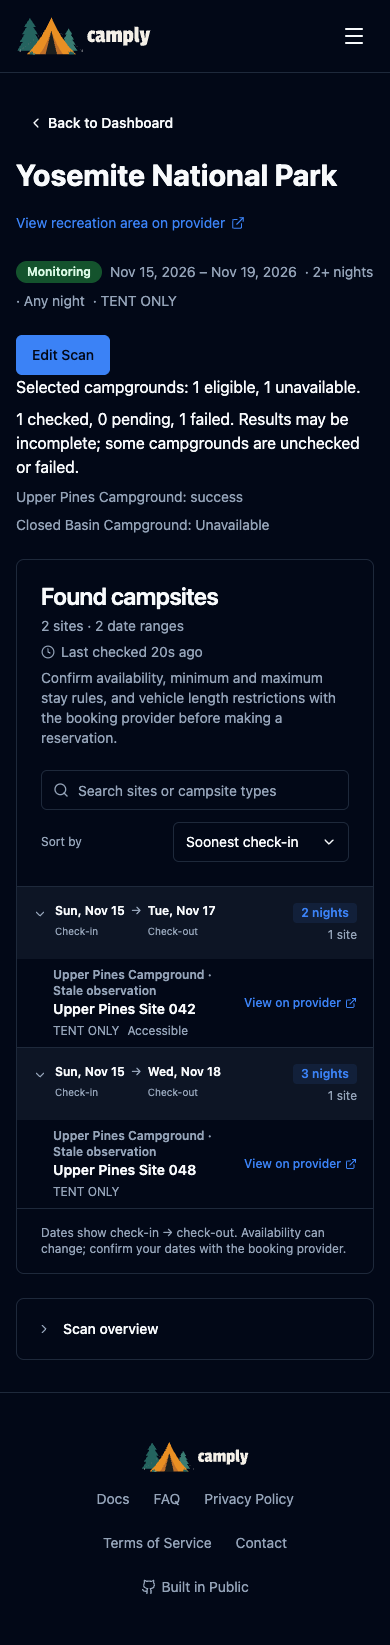 camply
Back to Dashboard
Yosemite National Park
View recreation area on provider
Monitoring Nov 15, 2026 – Nov 19, 2026 · 2+ nights
· Any night · TENT ONLY
Edit Scan
Selected campgrounds: 1 eligible, 1 unavailable.
1 checked, 0 pending, 1 failed. Results may be
incomplete; some campgrounds are unchecked
or failed.
Upper Pines Campground: success
Closed Basin Campground: Unavailable
Found campsites
2 sites · 2 date ranges
Last checked 20s ago
Confirm availability, minimum and maximum
stay rules, and vehicle length restrictions with
the booking provider before making a
reservation.
Search sites or campsite types
Sort by Soonest check-in
Sun, Nov 15 → Tue, Nov 17 2 nights
Check-in Check-out 1 site
Upper Pines Campground ·
Stale observation
Upper Pines Site 042 View on provider
TENT ONLY Accessible
Sun, Nov 15 → Wed, Nov 18 3 nights
Check-in Check-out 1 site
Upper Pines Campground ·
Stale observation
Upper Pines Site 048 View on provider
TENT ONLY
Dates show check-in → check-out. Availability can
change; confirm your dates with the booking provider.
Scan overview
camply
Docs FAQ Privacy Policy
Terms of Service Contact
Built in Public